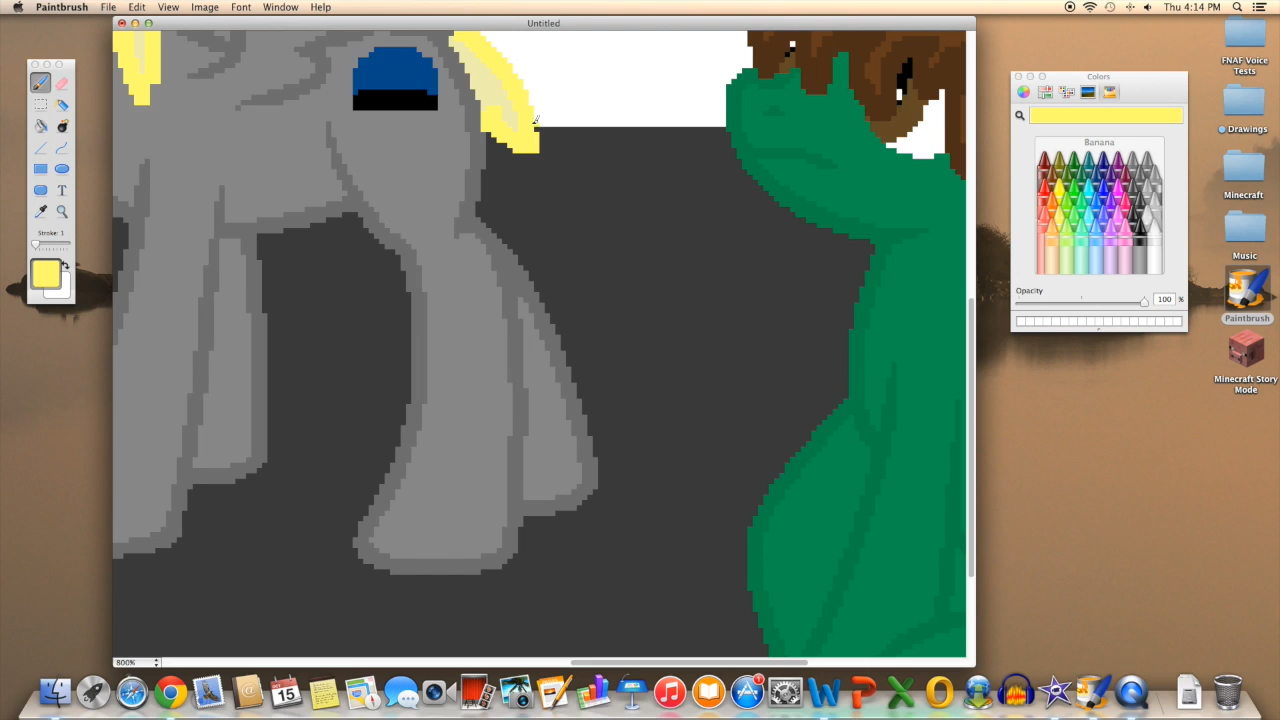 Paintbrush File Edit View Image Font Window Help Thu 4:14 PM
Untitled
Colors
FNAF Voice
Tests
Banana
Drawings
Minecraft
Music
Stroke: 1
Opacity
100 %
Paintbrush
Minecraft Story
Mode
800%